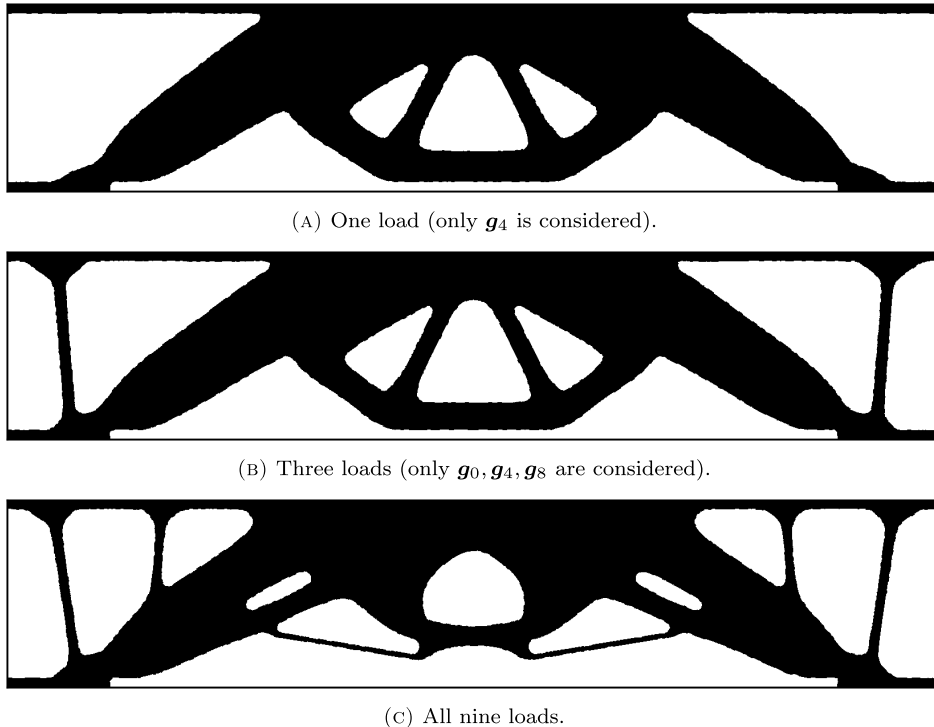 (A) One load (only g₄ is considered).
(B) Three loads (only g₀, g₄, g₈ are considered).
(C) All nine loads.